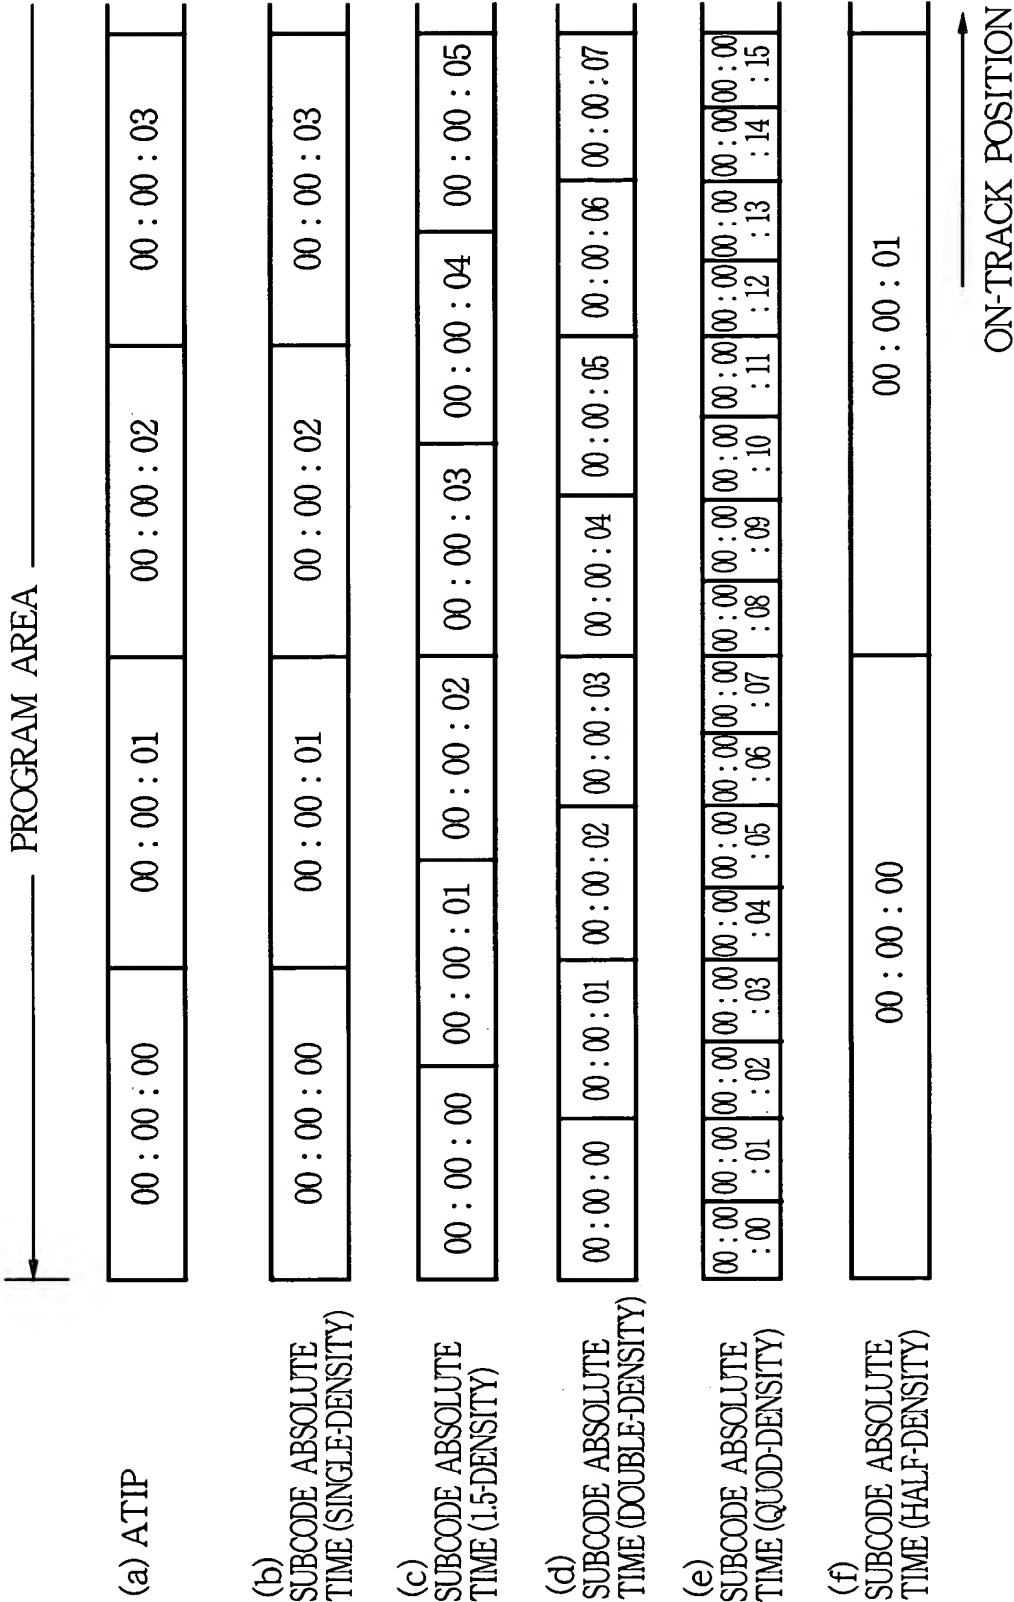 PROGRAM AREA
(a) ATIP
00 : 00 : 00
00 : 00 : 01
00 : 00 : 02
00 : 00 : 03
(b)
SUBCODE ABSOLUTE
TIME (SINGLE-DENSITY)
00 : 00 : 00
00 : 00 : 01
00 : 00 : 02
00 : 00 : 03
(c)
SUBCODE ABSOLUTE
TIME (1.5-DENSITY)
00 : 00 : 00
00 : 00 : 01
00 : 00 : 02
00 : 00 : 03
00 : 00 : 04
00 : 00 : 05
(d)
SUBCODE ABSOLUTE
TIME (DOUBLE-DENSITY)
00 : 00 : 00
00 : 00 : 01
00 : 00 : 02
00 : 00 : 03
00 : 00 : 04
00 : 00 : 05
00 : 00 : 06
00 : 00 : 07
(e)
SUBCODE ABSOLUTE
TIME (QUOD-DENSITY)
00 : 00
: 00
00 : 00
: 01
00 : 00
: 02
00 : 00
: 03
00 : 00
: 04
00 : 00
: 05
00 : 00
: 06
00 : 00
: 07
00 : 00
: 08
00 : 00
: 09
00 : 00
: 10
00 : 00
: 11
00 : 00
: 12
00 : 00
: 13
00 : 00
: 14
00 : 00
: 15
(f)
SUBCODE ABSOLUTE
TIME (HALF-DENSITY)
00 : 00 : 00
00 : 00 : 01
ON-TRACK POSITION